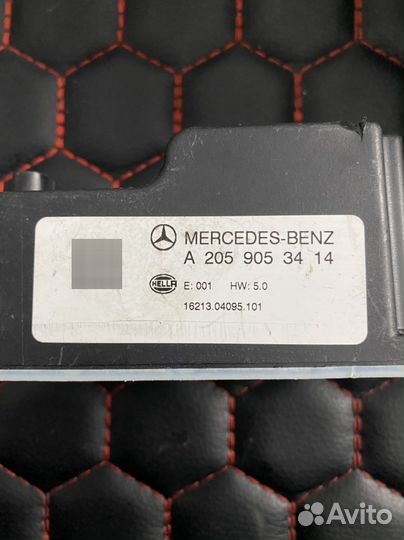 MERCEDES-BENZ
A 205 905 34 14
HELLA E: 001 HW: 5.0
16213.04095.101
Avito